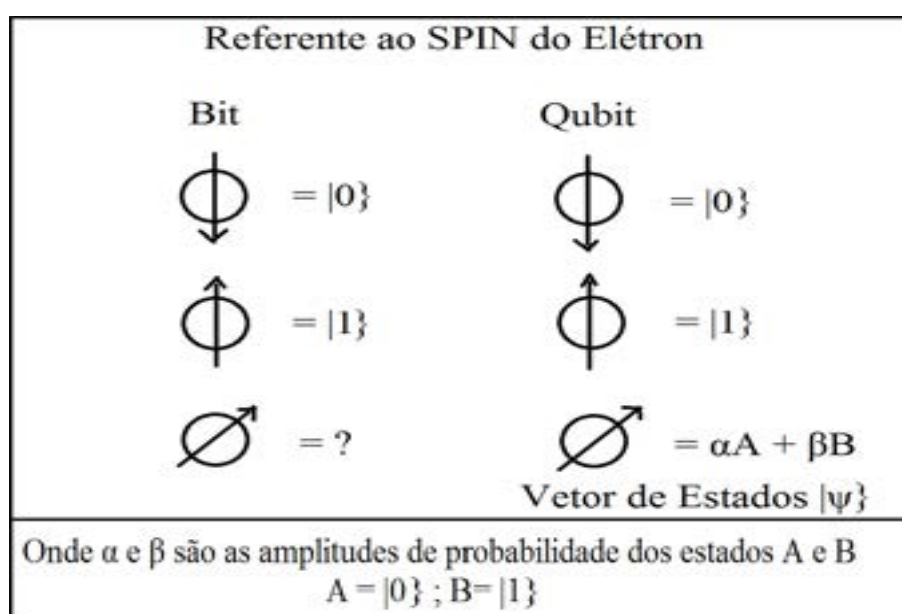 Referente ao SPIN do Elétron
Bit
Qubit
= |0}
= |0}
= |1}
= |1}
= ?
= αA + βB
Vetor de Estados |ψ}
Onde α e β são as amplitudes de probabilidade dos estados A e B
A = |0} ; B= |1}